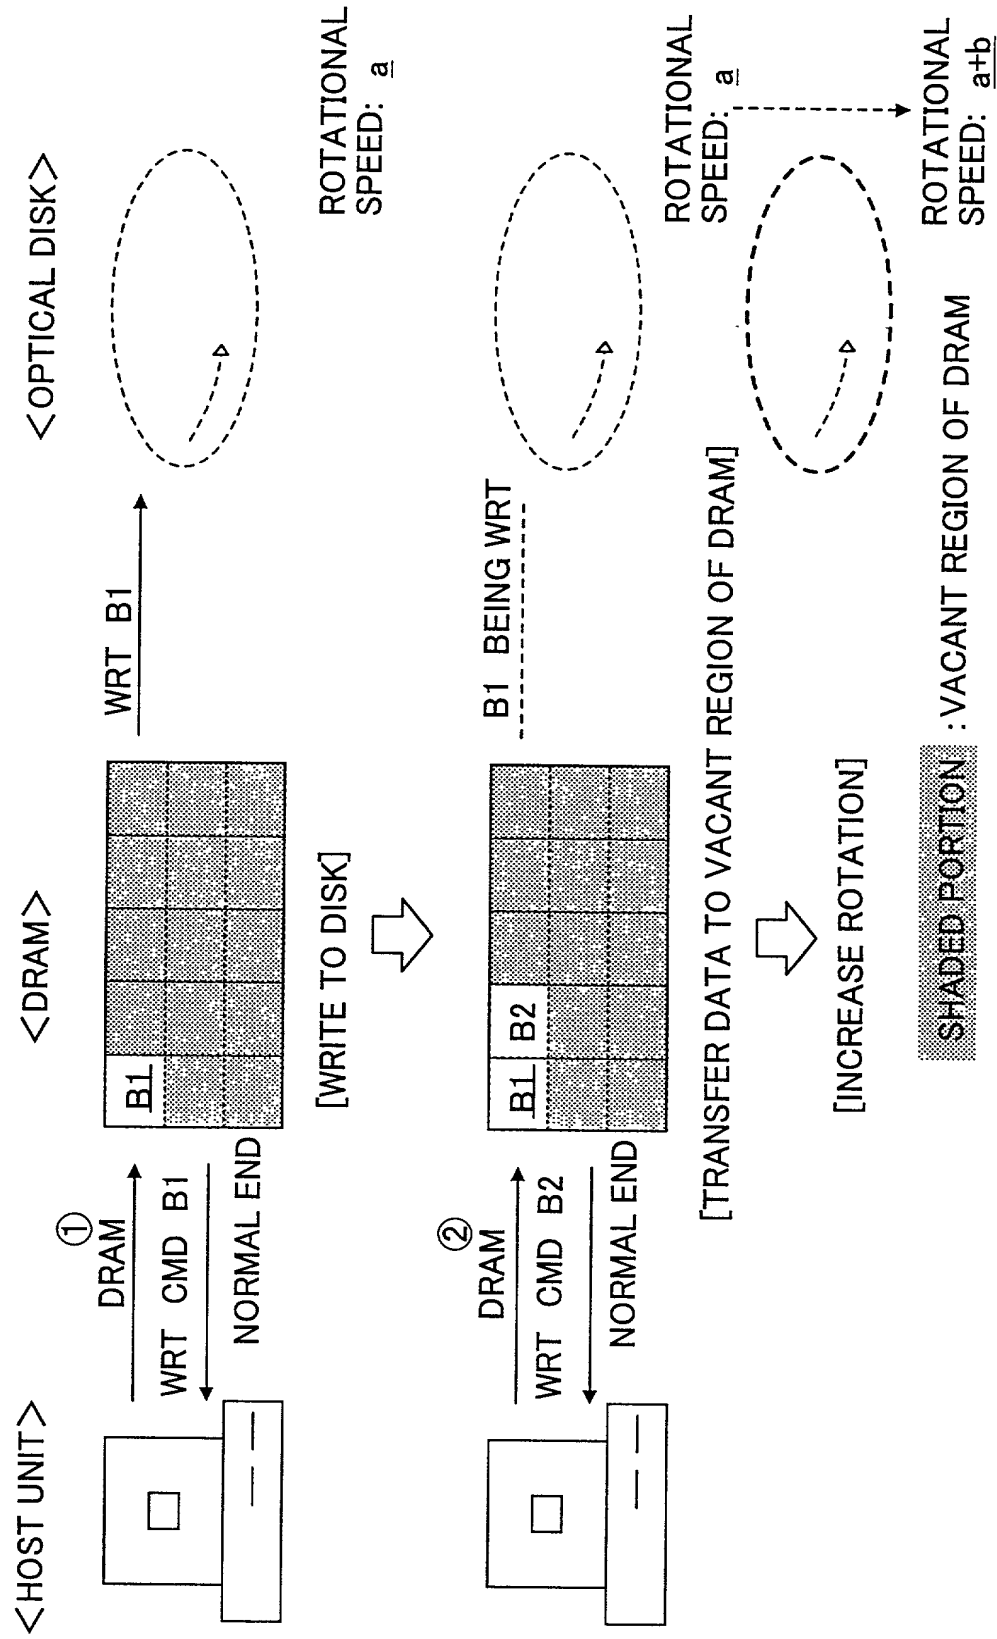 <HOST UNIT>
<DRAM>
<OPTICAL DISK>
①
DRAM
WRT CMD B1
NORMAL END
B1
WRT B1
[WRITE TO DISK]
ROTATIONAL
SPEED: a
②
DRAM
WRT CMD B2
NORMAL END
B1 B2
B1 BEING WRT
[TRANSFER DATA TO VACANT REGION OF DRAM]
ROTATIONAL
SPEED: a
[INCREASE ROTATION]
ROTATIONAL
SPEED: a+b
SHADED PORTION : VACANT REGION OF DRAM